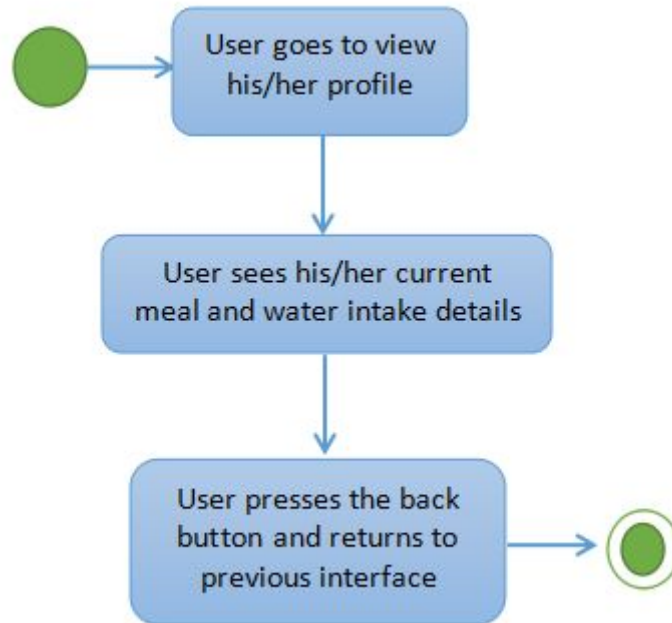 User goes to view
his/her profile
User sees his/her current
meal and water intake details
User presses the back
button and returns to
previous interface